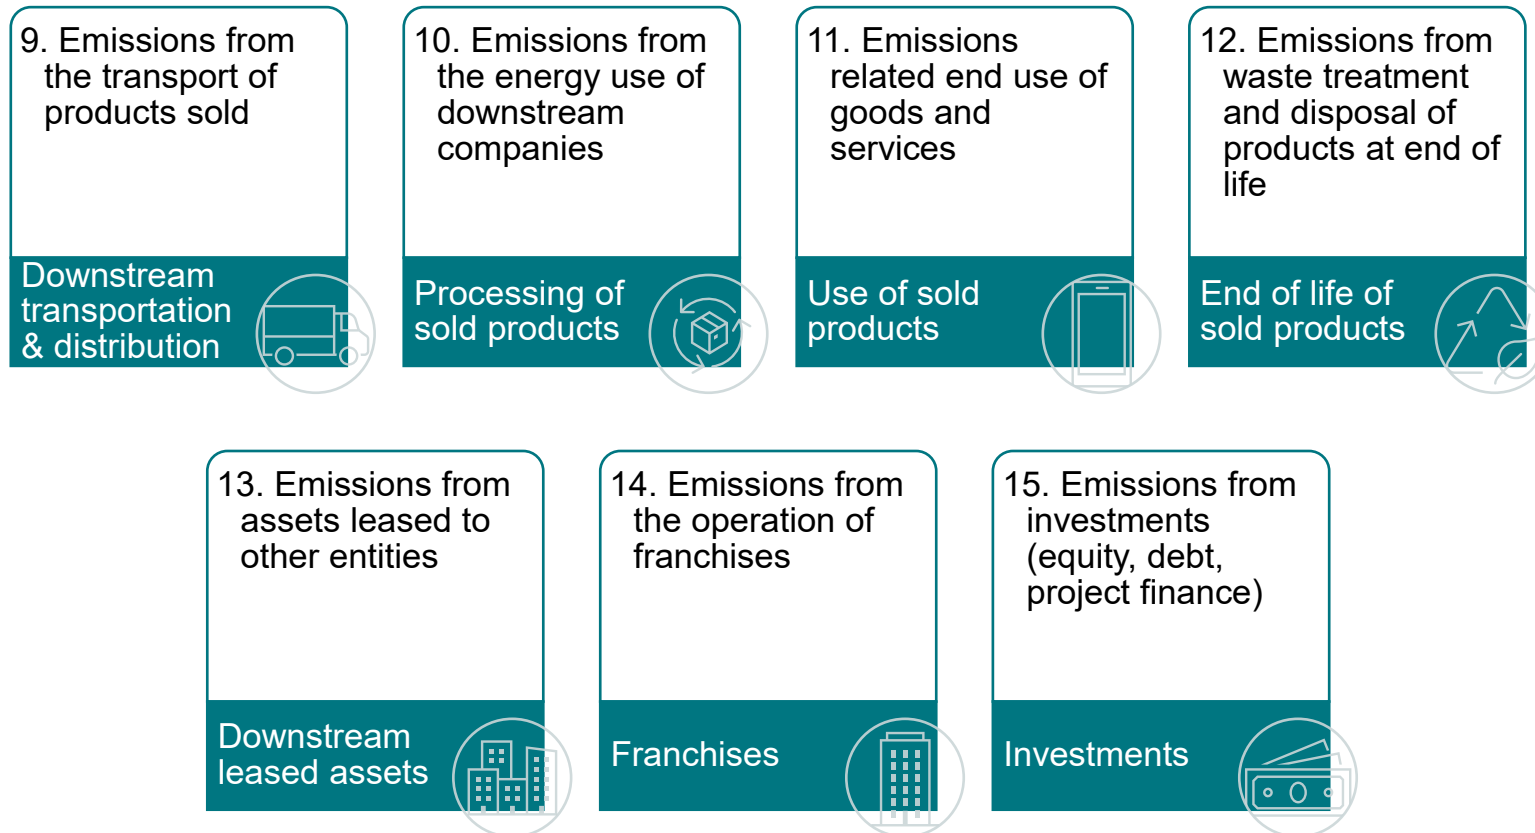 9. Emissions from
the transport of
products sold
Downstream
transportation
& distribution
10. Emissions from
the energy use of
downstream
companies
Processing of
sold products
11. Emissions
related end use of
goods and
services
Use of sold
products
12. Emissions from
waste treatment
and disposal of
products at end of
life
End of life of
sold products
13. Emissions from
assets leased to
other entities
Downstream
leased assets
14. Emissions from
the operation of
franchises
Franchises
15. Emissions from
investments
(equity, debt,
project finance)
Investments